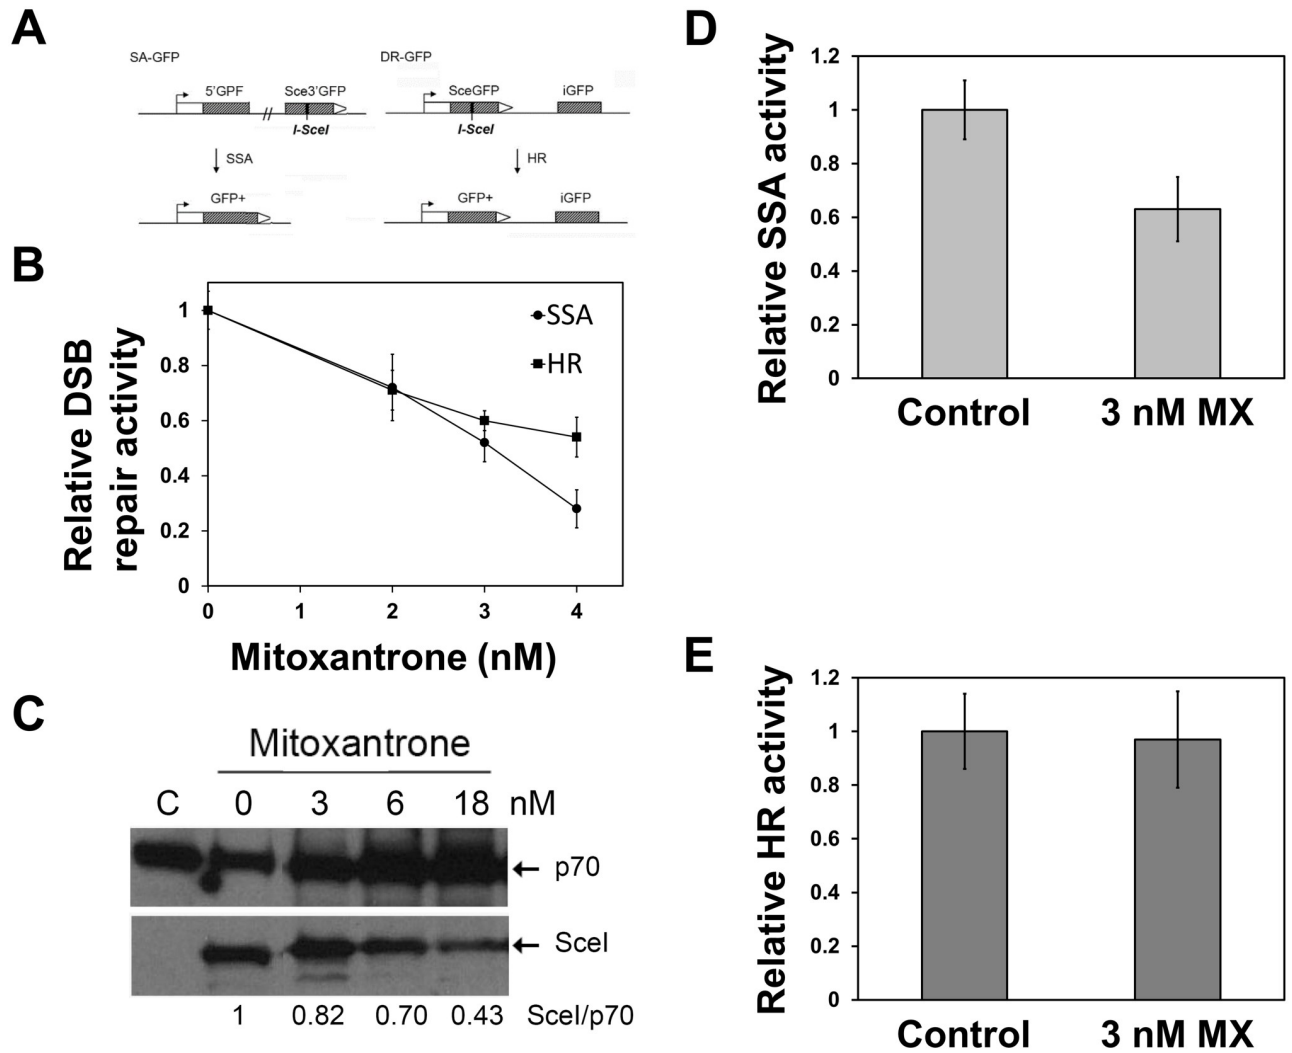 A
SA-GFP
5'GPF
Sce3'GFP
I-SceI
SSA
GFP+
DR-GFP
SceGFP
iGFP
I-SceI
HR
GFP+
iGFP
B
Relative DSB
repair activity
1
0.8
0.6
0.4
0.2
0
0 1 2 3 4
SSA
HR
Mitoxantrone (nM)
C
Mitoxantrone
C 0 3 6 18 nM
p70
SceI
1 0.82 0.70 0.43 SceI/p70
D
Relative SSA activity
1.2
1
0.8
0.6
0.4
0.2
0
Control 3 nM MX
E
Relative HR activity
1.2
1
0.8
0.6
0.4
0.2
0
Control 3 nM MX